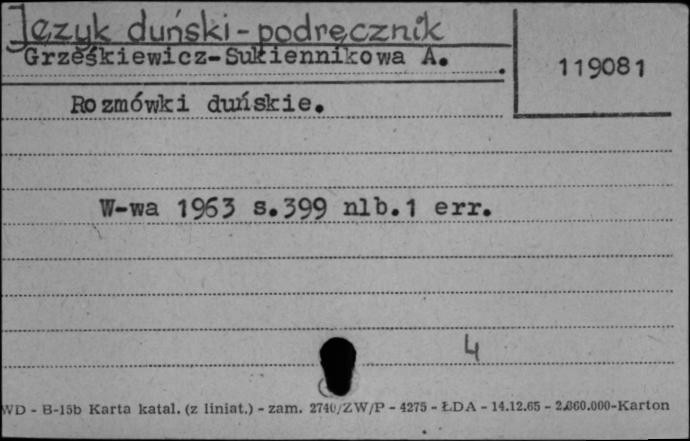 Język duński - podręcznik
Grześkiewicz-Sukiennikowa A.
119081
Rozmówki duńskie.
W-wa 1963 s.399 nlb.1 err.
4
WD - B-15b Karta katal. (z liniat.) - zam. 2740/ZW/P - 4275 - ŁDA - 14.12.65 - 2.060.000-Karton